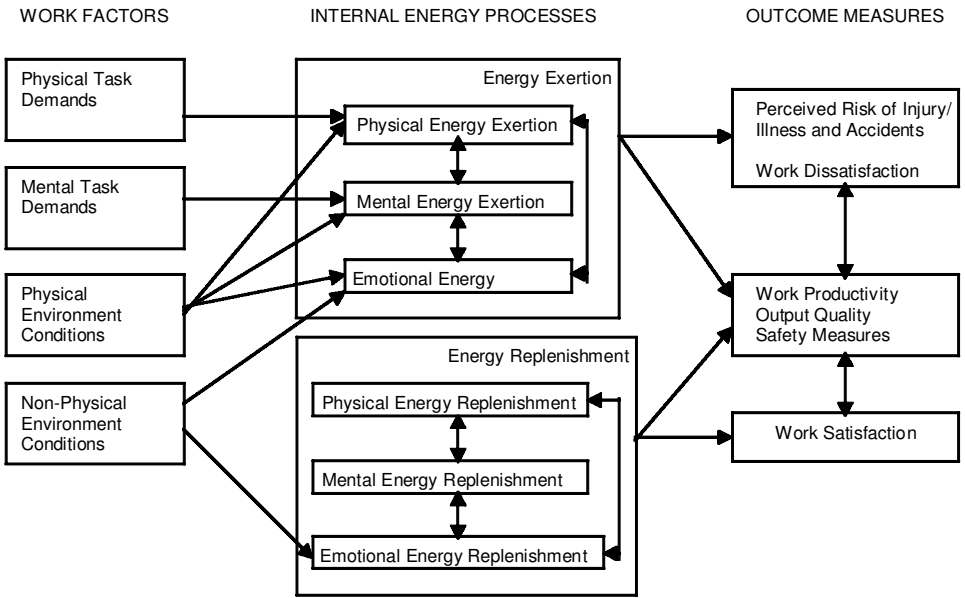 WORK FACTORS
INTERNAL ENERGY PROCESSES
OUTCOME MEASURES
Physical Task
Demands
Mental Task
Demands
Physical
Environment
Conditions
Non-Physical
Environment
Conditions
Energy Exertion
Physical Energy Exertion
Mental Energy Exertion
Emotional Energy
Energy Replenishment
Physical Energy Replenishment
Mental Energy Replenishment
Emotional Energy Replenishment
Perceived Risk of Injury/
Illness and Accidents
Work Dissatisfaction
Work Productivity
Output Quality
Safety Measures
Work Satisfaction